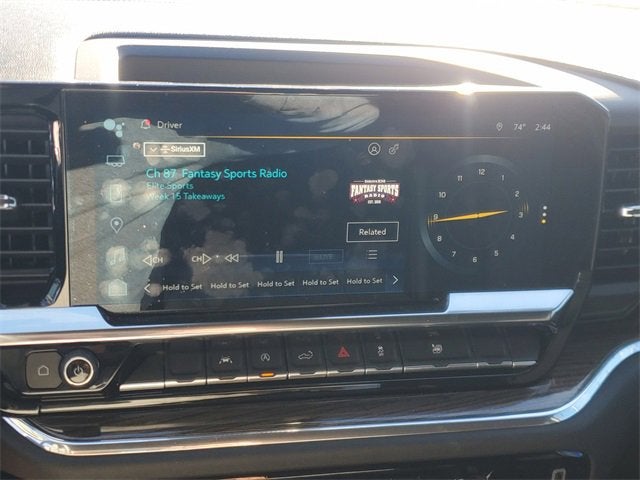 Driver
74° 2:44
SiriusXM
Ch 87 Fantasy Sports Radio
Elite Sports
Week 15 Takeaways
FANTASY SPORTS
RADIO
Related
CH CH
Hold to Set Hold to Set Hold to Set Hold to Set Hold to Set
12
1
2
3
4
5
6
7
8
9
10
11